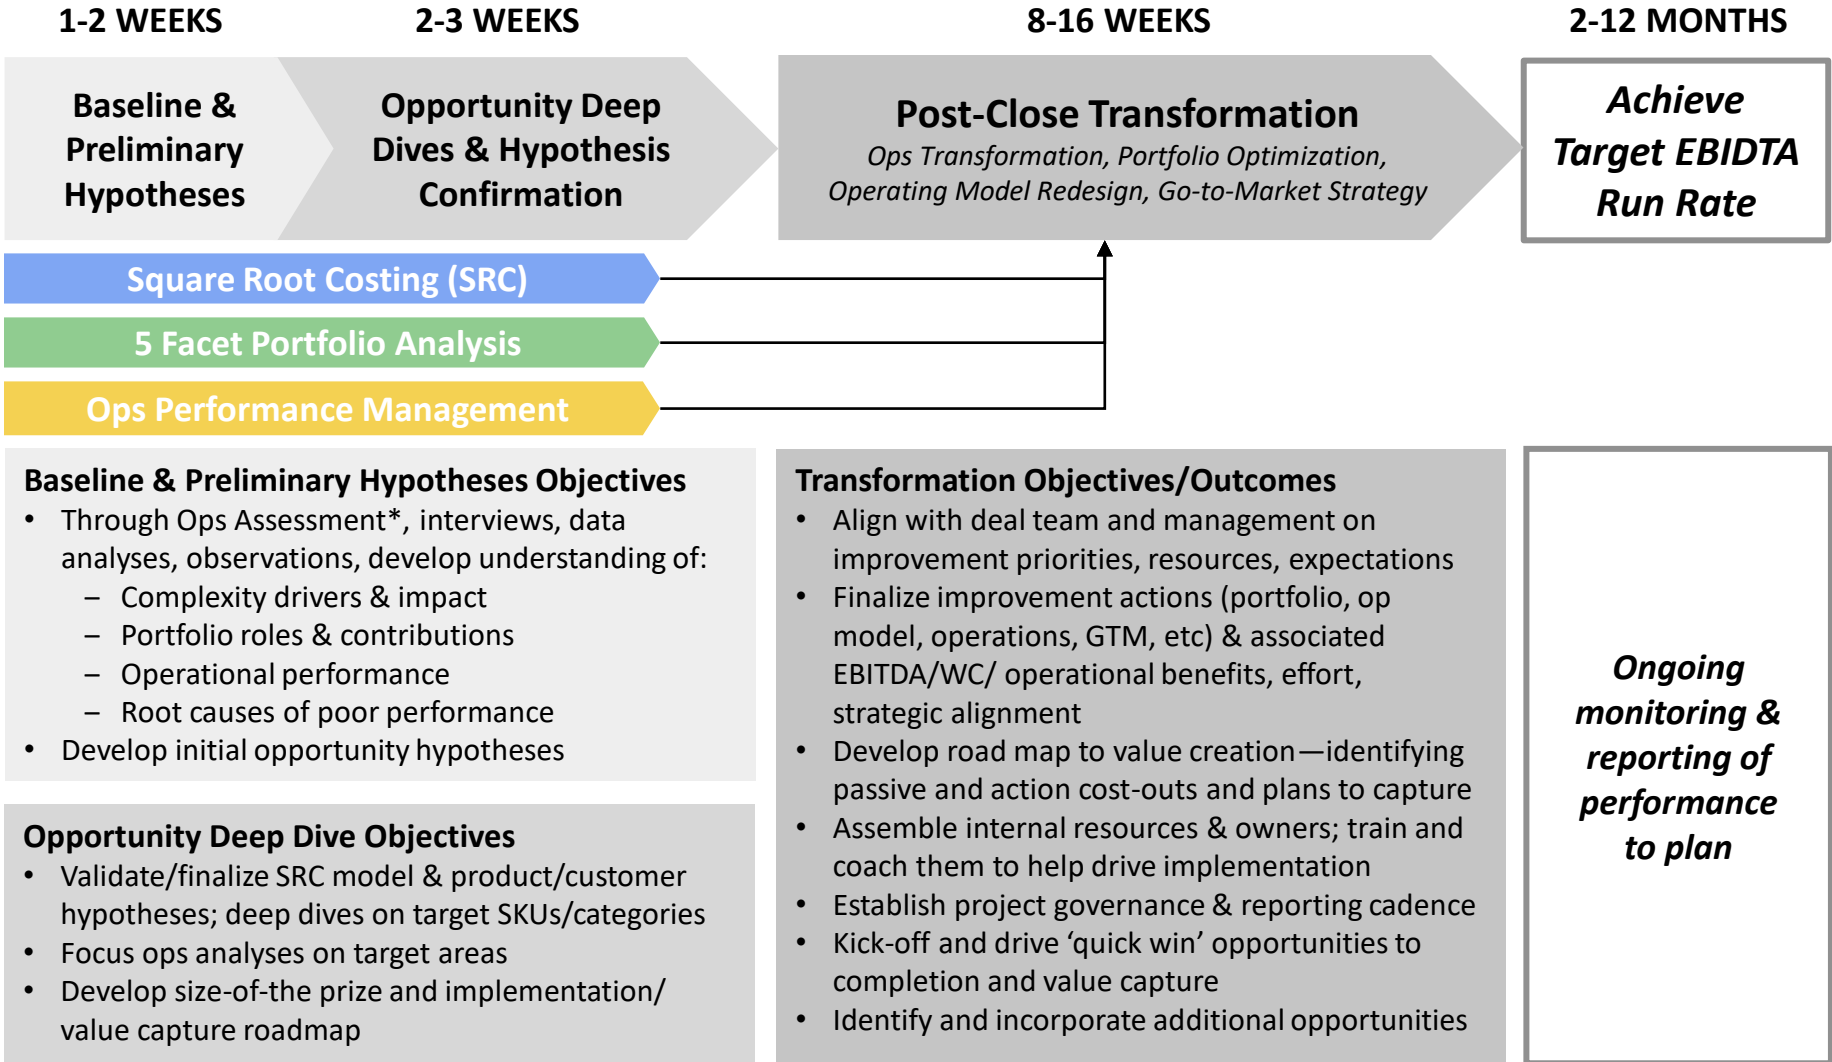 1-2 WEEKS
2-3 WEEKS
8-16 WEEKS
2-12 MONTHS
Baseline &
Preliminary
Hypotheses
Opportunity Deep
Dives & Hypothesis
Confirmation
Post-Close Transformation
Ops Transformation, Portfolio Optimization,
Operating Model Redesign, Go-to-Market Strategy
Achieve
Target EBIDTA
Run Rate
Square Root Costing (SRC)
5 Facet Portfolio Analysis
Ops Performance Management
Baseline & Preliminary Hypotheses Objectives
• Through Ops Assessment*, interviews, data
analyses, observations, develop understanding of:
– Complexity drivers & impact
– Portfolio roles & contributions
– Operational performance
– Root causes of poor performance
• Develop initial opportunity hypotheses
Opportunity Deep Dive Objectives
• Validate/finalize SRC model & product/customer
hypotheses; deep dives on target SKUs/categories
• Focus ops analyses on target areas
• Develop size-of-the prize and implementation/
value capture roadmap
Transformation Objectives/Outcomes
• Align with deal team and management on
improvement priorities, resources, expectations
• Finalize improvement actions (portfolio, op
model, operations, GTM, etc) & associated
EBITDA/WC/ operational benefits, effort,
strategic alignment
• Develop road map to value creation—identifying
passive and action cost-outs and plans to capture
• Assemble internal resources & owners; train and
coach them to help drive implementation
• Establish project governance & reporting cadence
• Kick-off and drive ‘quick win’ opportunities to
completion and value capture
• Identify and incorporate additional opportunities
Ongoing
monitoring &
reporting of
performance
to plan